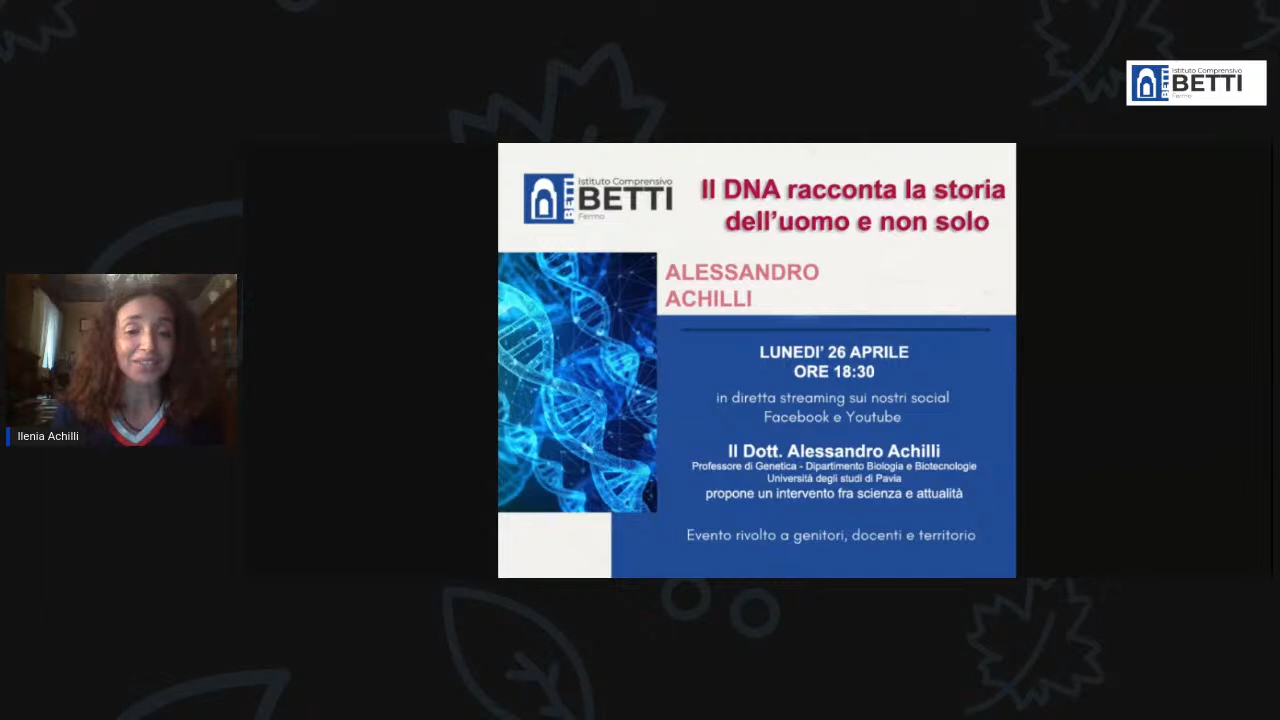 Istituto Comprensivo
BETTI
BETTI
Fermo
Istituto Comprensivo
BETTI
BETTI
Fermo
Il DNA racconta la storia
dell'uomo e non solo
ALESSANDRO
ACHILLI
LUNEDI' 26 APRILE
ORE 18:30
in diretta streaming sui nostri social
Facebook e Youtube
Il Dott. Alessandro Achilli
Professore di Genetica - Dipartimento Biologia e Biotecnologie
Università degli studi di Pavia
propone un intervento fra scienza e attualità
Evento rivolto a genitori, docenti e territorio
Ilenia Achilli